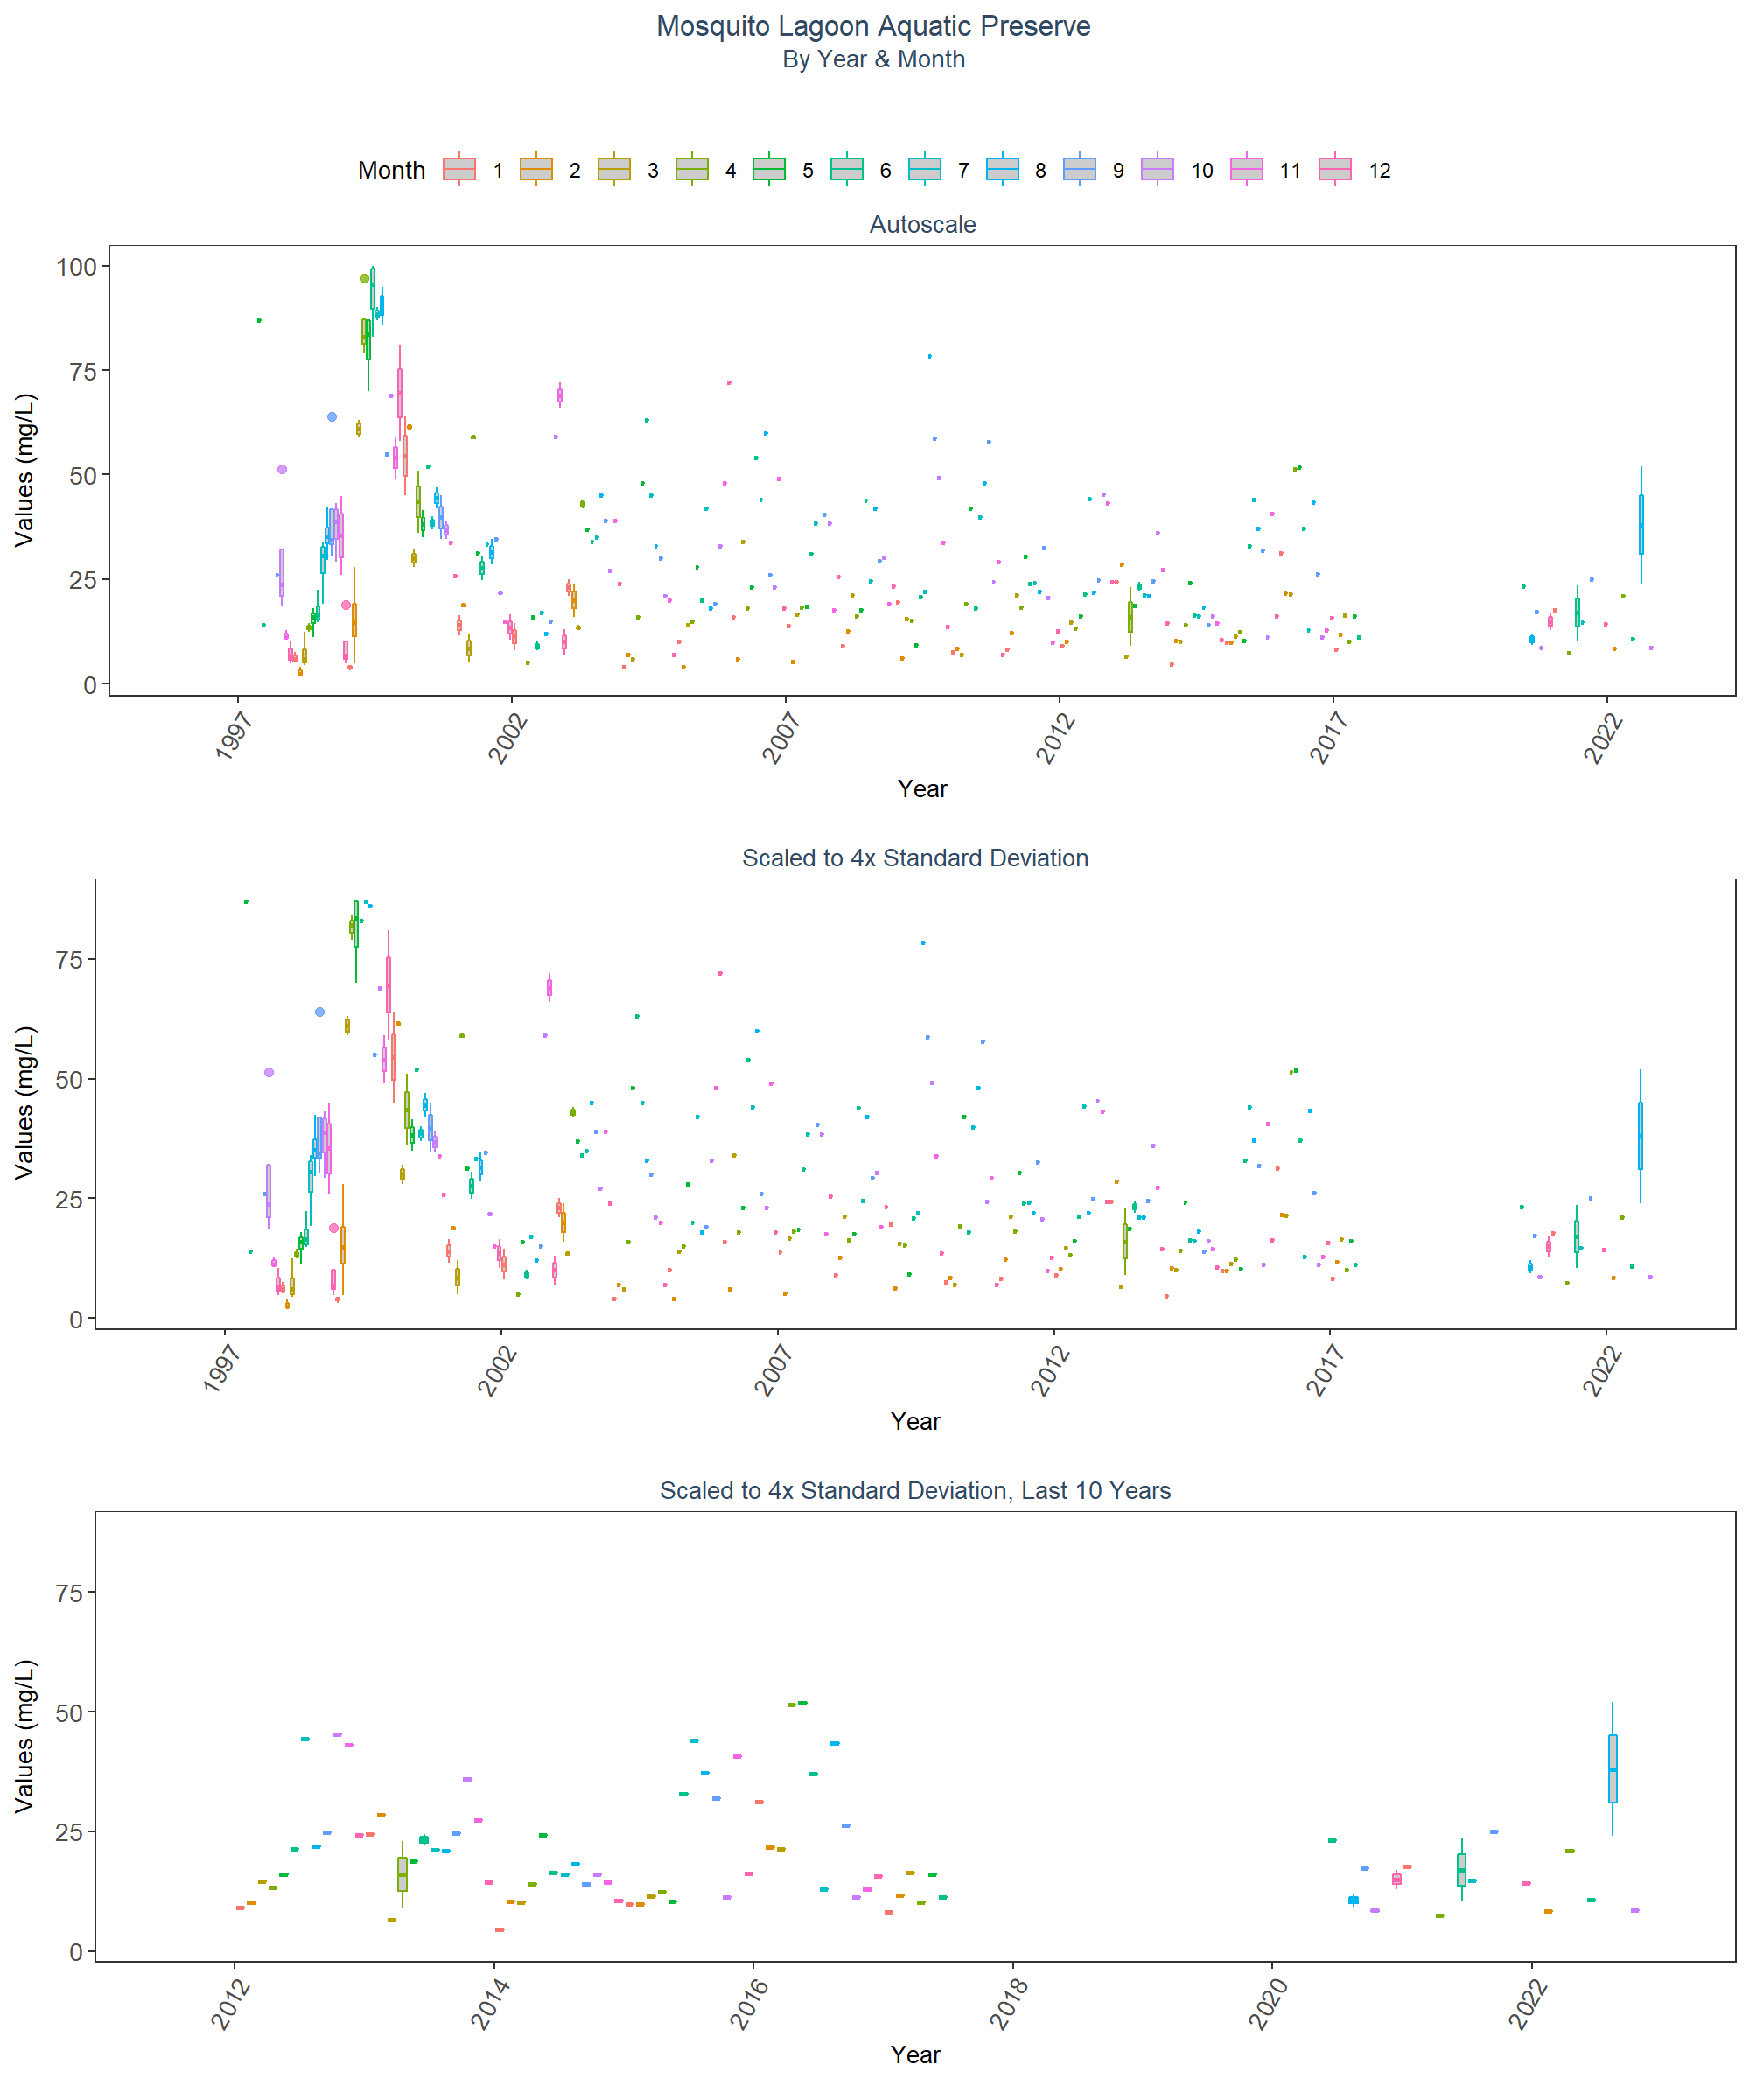 Mosquito Lagoon Aquatic Preserve
By Year & Month
Month 1 2 3 4 5 6 7 8 9 10 11 12
Autoscale
Values (mg/L)
100
75
50
25
0
1997 2002 2007 2012 2017 2022
Year
Scaled to 4x Standard Deviation
Values (mg/L)
75
50
25
0
1997 2002 2007 2012 2017 2022
Year
Scaled to 4x Standard Deviation, Last 10 Years
Values (mg/L)
75
50
25
0
2012 2014 2016 2018 2020 2022
Year